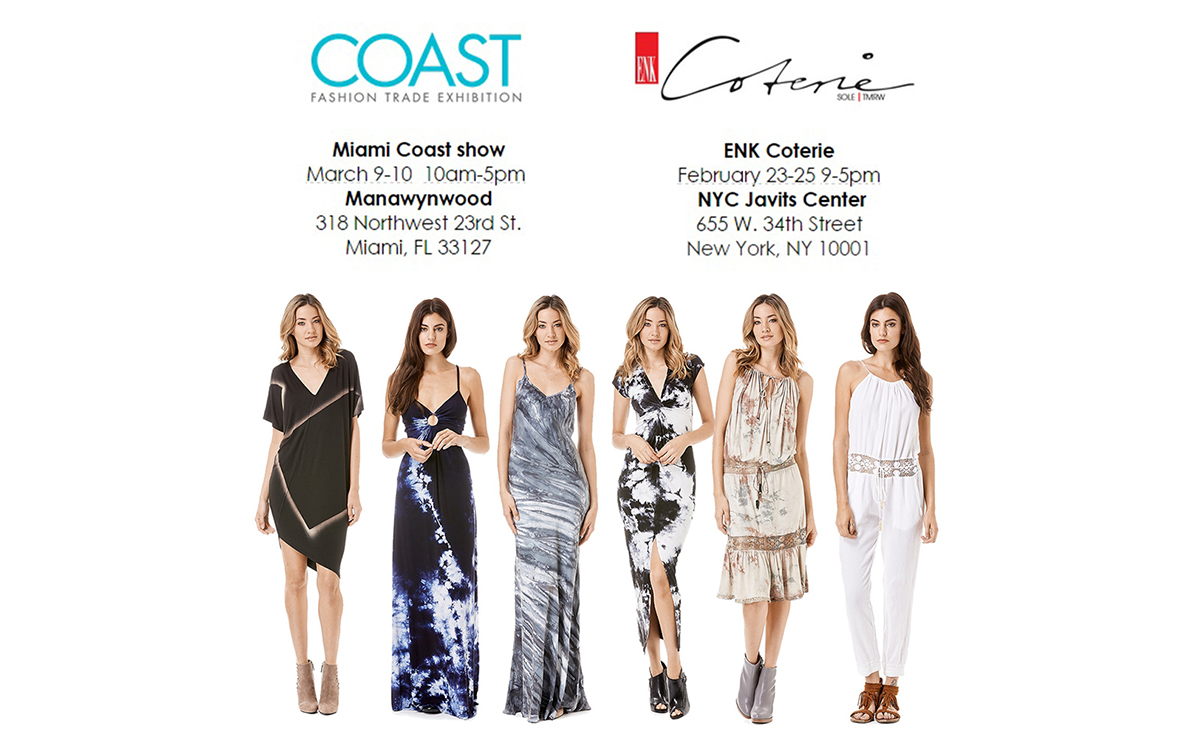 COAST
FASHION TRADE EXHIBITION
Miami Coast show
March 9-10  10am-5pm
Manawynwood
318 Northwest 23rd St.
Miami, FL 33127
ENK
Coterie
SOLE | TMRW
ENK Coterie
February 23-25 9-5pm
NYC Javits Center
655 W. 34th Street
New York, NY 10001